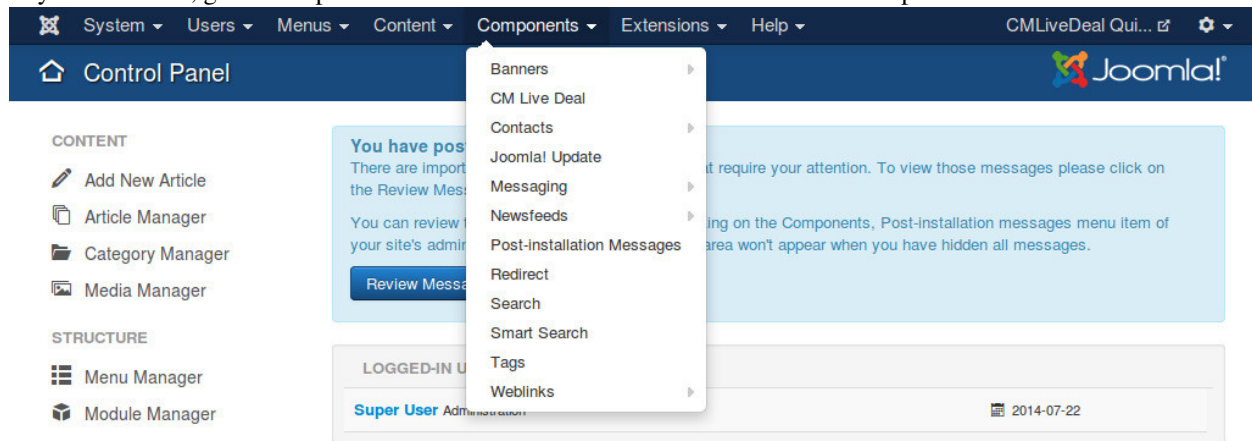 System Users Menus Content Components Extensions Help CMLiveDeal Qui...
Control Panel
Joomla!
CONTENT
Add New Article
Article Manager
Category Manager
Media Manager
STRUCTURE
Menu Manager
Module Manager
Banners
CM Live Deal
Contacts
Joomla! Update
Messaging
Newsfeeds
Post-installation Messages
Redirect
Search
Smart Search
Tags
Weblinks
You have pos
There are import t require your attention. To view those messages please click on
the Review Mes
You can review ing on the Components, Post-installation messages menu item of
your site's admi area won't appear when you have hidden all messages.
Review Messa
LOGGED-IN U
Super User 2014-07-22